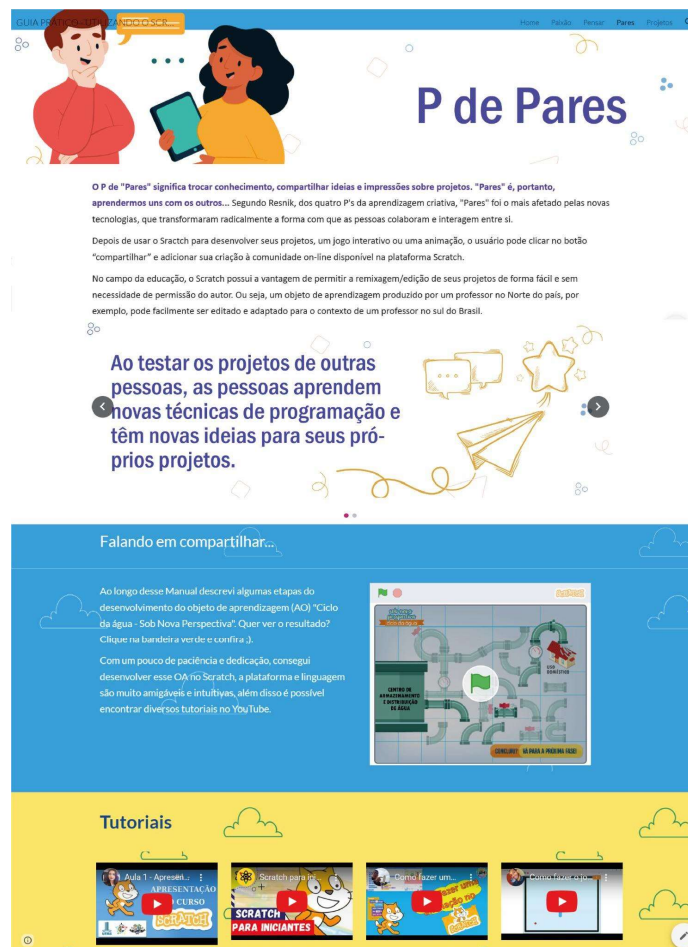 GUIA PRÁTICO - UTILIZANDO O SCR...
Home Paixão Pensar Pares Projetos
P de Pares
O P de "Pares" significa trocar conhecimento, compartilhar ideias e impressões sobre projetos. "Pares" é, portanto,
aprendermos uns com os outros... Segundo Resnik, dos quatro P's da aprendizagem criativa, "Pares" foi o mais afetado pelas novas
tecnologias, que transformaram radicalmente a forma com que as pessoas colaboram e interagem entre si.
Depois de usar o Sractch para desenvolver seus projetos, um jogo interativo ou uma animação, o usuário pode clicar no botão
“compartilhar” e adicionar sua criação à comunidade on-line disponível na plataforma Scratch.
No campo da educação, o Scratch possui a vantagem de permitir a remixagem/edição de seus projetos de forma fácil e sem
necessidade de permissão do autor. Ou seja, um objeto de aprendizagem produzido por um professor no Norte do país, por
exemplo, pode facilmente ser editado e adaptado para o contexto de um professor no sul do Brasil.
Ao testar os projetos de outras
pessoas, as pessoas aprendem
novas técnicas de programação e
têm novas ideias para seus pró-
prios projetos.
Falando em compartilhar...
Ao longo desse Manual descrevi algumas etapas do
desenvolvimento do objeto de aprendizagem (AO) "Ciclo
da água - Sob Nova Perspectiva". Quer ver o resultado?
Clique na bandeira verde e confira ;).
Com um pouco de paciência e dedicação, consegui
desenvolver esse OA no Scratch, a plataforma e linguagem
são muito amigáveis e intuitivas, além disso é possível
encontrar diversos tutoriais no YouTube.
USO
DOMÉSTICO
CENTRO DE
ARMAZENAMENTO
E DISTRIBUIÇÃO
DE ÁGUA
CONCLUIU? VÁ PARA A PRÓXIMA FASE!
Tutoriais
Aula 1 - Apresen...
APRESENTAÇÃO
DO CURSO
SCRATCH
Scratch para ini...
SCRATCH
PARA INICIANTES
Como fazer um...
Como fazer o jo...